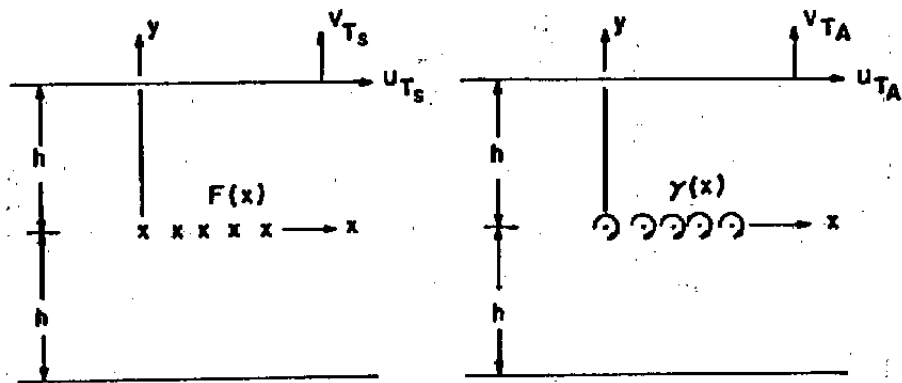 y
V_Ts
u_Ts
h
F(x)
x x x x x
x
h
y
V_TA
u_TA
h
γ(x)
x
h